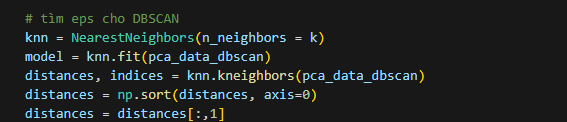 # tìm eps cho DBSCAN
knn = NearestNeighbors(n_neighbors = k)
model = knn.fit(pca_data_dbscan)
distances, indices = knn.kneighbors(pca_data_dbscan)
distances = np.sort(distances, axis=0)
distances = distances[:,1]